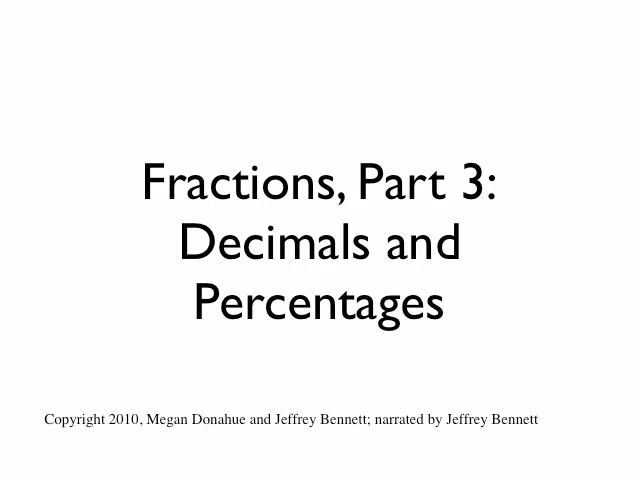 Fractions, Part 3:
Decimals and
Percentages
Copyright 2010, Megan Donahue and Jeffrey Bennett; narrated by Jeffrey Bennett